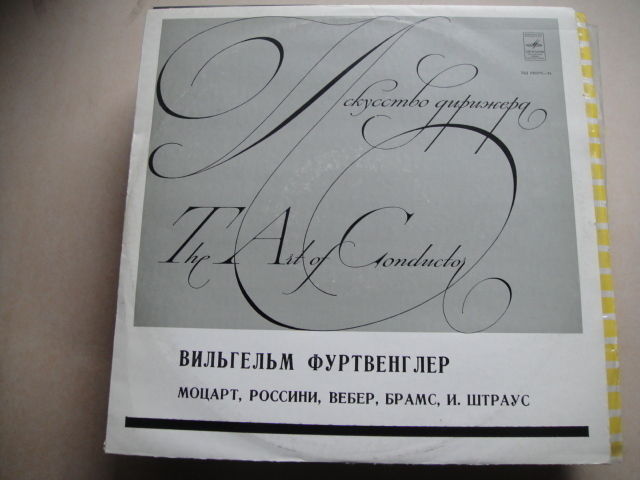 Искусство дирижера
The Art of Conductor
ВИЛЬГЕЛЬМ ФУРТВЕНГЛЕР
МОЦАРТ, РОССИНИ, ВЕБЕР, БРАМС, И. ШТРАУС